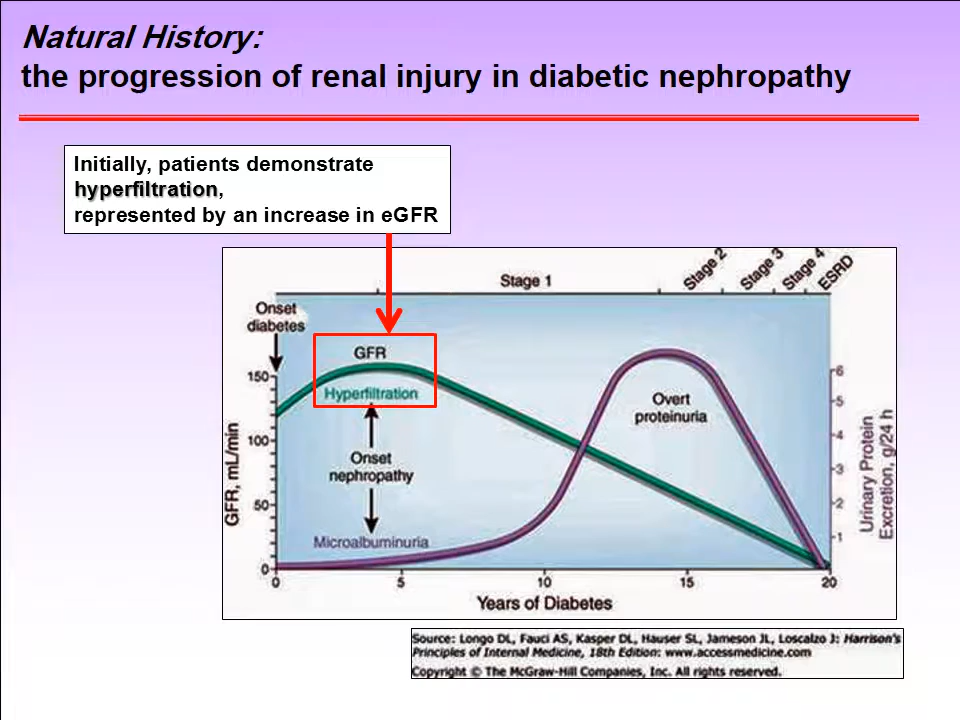 Natural History:
the progression of renal injury in diabetic nephropathy
Initially, patients demonstrate
hyperfiltration,
represented by an increase in eGFR
Stage 1
Stage 2
Stage 3
Stage 4
ESRD
Onset
diabetes
GFR
Hyperfiltration
Onset
nephropathy
Microalbuminuria
Overt
proteinuria
GFR, mL/min
150
100
50
0
Urinary Protein
Excretion, g/24 h
6
5
4
3
2
1
0 5 10 15 20
Years of Diabetes
Source: Longo DL, Fauci AS, Kasper DL, Hauser SL, Jameson JL, Loscalzo J: Harrison's
Principles of Internal Medicine, 18th Edition: www.accessmedicine.com
Copyright © The McGraw-Hill Companies, Inc. All rights reserved.